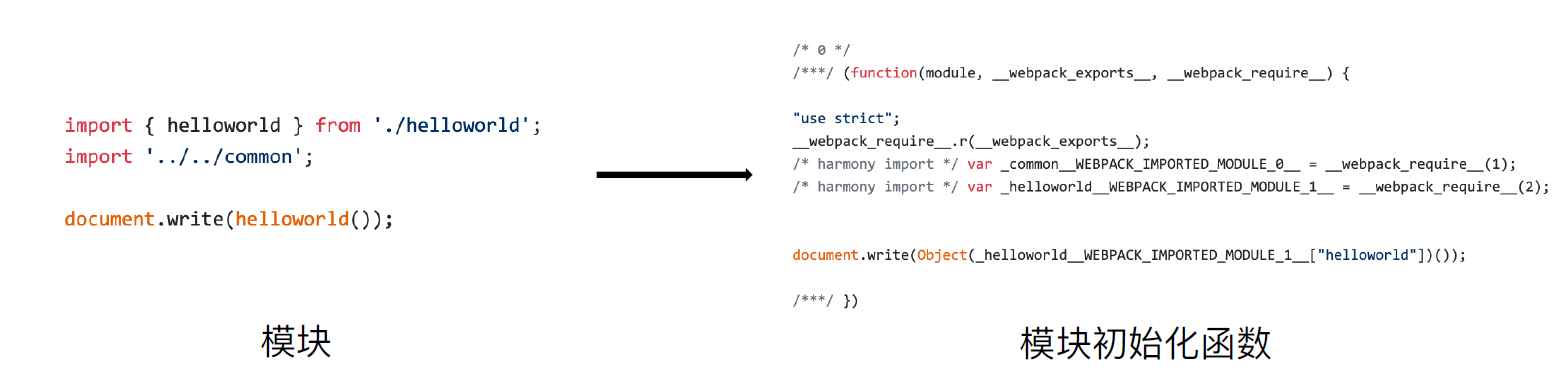 import { helloworld } from './helloworld';
import '../../common';
document.write(helloworld());
模块
/* 0 */
/***/ (function(module, __webpack_exports__, __webpack_require__) {
"use strict";
__webpack_require__.r(__webpack_exports__);
/* harmony import */ var _common__WEBPACK_IMPORTED_MODULE_0__ = __webpack_require__(1);
/* harmony import */ var _helloworld__WEBPACK_IMPORTED_MODULE_1__ = __webpack_require__(2);
document.write(Object(_helloworld__WEBPACK_IMPORTED_MODULE_1__["helloworld"])());
/***/ })
模块初始化函数